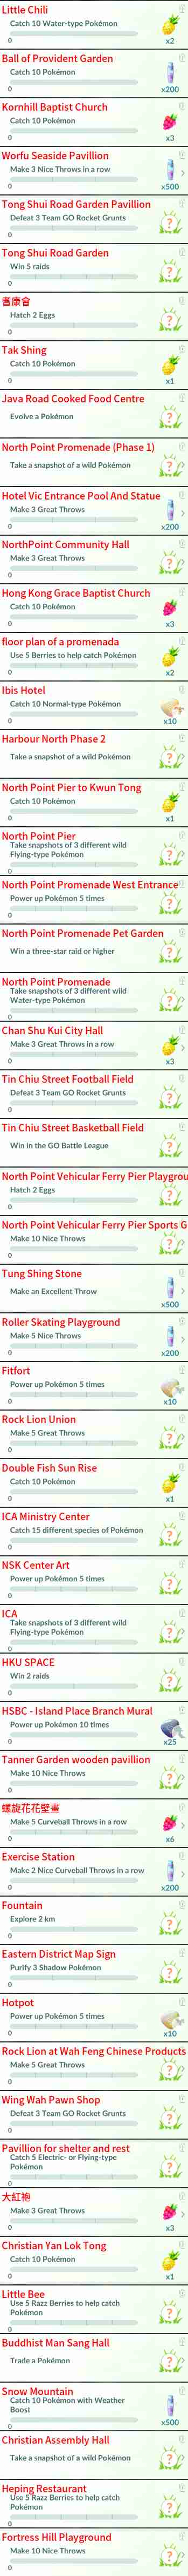 Little Chili
Catch 10 Water-type Pokémon
0
x2
Ball of Provident Garden
Catch 10 Pokémon
0
x200
Kornhill Baptist Church
Catch 10 Pokémon
0
x3
Worfu Seaside Pavillion
Make 3 Nice Throws in a row
0
x500
Tong Shui Road Garden Pavillion
Defeat 3 Team GO Rocket Grunts
0
Tong Shui Road Garden
Win 5 raids
0
耆康會
Hatch 2 Eggs
0
Tak Shing
Catch 10 Pokémon
0
x1
Java Road Cooked Food Centre
Evolve a Pokémon
North Point Promenade (Phase 1)
Take a snapshot of a wild Pokémon
Hotel Vic Entrance Pool And Statue
Make 3 Great Throws
0
x200
NorthPoint Community Hall
Make 3 Great Throws
0
Hong Kong Grace Baptist Church
Catch 10 Pokémon
0
x3
floor plan of a promenada
Use 5 Berries to help catch Pokémon
0
x2
Ibis Hotel
Catch 10 Normal-type Pokémon
0
x10
Harbour North Phase 2
Take a snapshot of a wild Pokémon
North Point Pier to Kwun Tong
Catch 10 Pokémon
0
x1
North Point Pier
Take snapshots of 3 different wild
Flying-type Pokémon
0
North Point Promenade West Entrance
Power up Pokémon 5 times
0
North Point Promenade Pet Garden
Win a three-star raid or higher
North Point Promenade
Take snapshots of 3 different wild
Water-type Pokémon
0
Chan Shu Kui City Hall
Make 3 Great Throws in a row
0
x3
Tin Chiu Street Football Field
Defeat 3 Team GO Rocket Grunts
0
Tin Chiu Street Basketball Field
Win in the GO Battle League
North Point Vehicular Ferry Pier Playgrou
Hatch 2 Eggs
0
North Point Vehicular Ferry Pier Sports G
Make 10 Nice Throws
0
Tung Shing Stone
Make an Excellent Throw
x500
Roller Skating Playground
Make 5 Nice Throws
0
x200
Fitfort
Power up Pokémon 5 times
0
x10
Rock Lion Union
Make 5 Great Throws
0
Double Fish Sun Rise
Catch 10 Pokémon
0
x1
ICA Ministry Center
Catch 15 different species of Pokémon
0
NSK Center Art
Power up Pokémon 5 times
0
ICA
Take snapshots of 3 different wild
Flying-type Pokémon
0
HKU SPACE
Win 2 raids
0
HSBC - Island Place Branch Mural
Power up Pokémon 10 times
0
x25
Tanner Garden wooden pavillion
Make 10 Nice Throws
0
螺旋花花壁畫
Make 5 Curveball Throws in a row
0
x6
Exercise Station
Make 2 Nice Curveball Throws in a row
0
x200
Fountain
Explore 2 km
0
Eastern District Map Sign
Purify 3 Shadow Pokémon
0
Hotpot
Power up Pokémon 5 times
0
x10
Rock Lion at Wah Feng Chinese Products
Make 5 Great Throws
0
Wing Wah Pawn Shop
Defeat 3 Team GO Rocket Grunts
0
Pavillion for shelter and rest
Catch 5 Electric- or Flying-type
Pokémon
0
大紅袍
Make 3 Great Throws
0
x3
Christian Yan Lok Tong
Catch 10 Pokémon
0
x1
Little Bee
Use 5 Razz Berries to help catch
Pokémon
0
Buddhist Man Sang Hall
Trade a Pokémon
Snow Mountain
Catch 10 Pokémon with Weather
Boost
0
x500
Christian Assembly Hall
Take a snapshot of a wild Pokémon
Heping Restaurant
Use 5 Razz Berries to help catch
Pokémon
0
Fortress Hill Playground
Make 10 Nice Throws
0